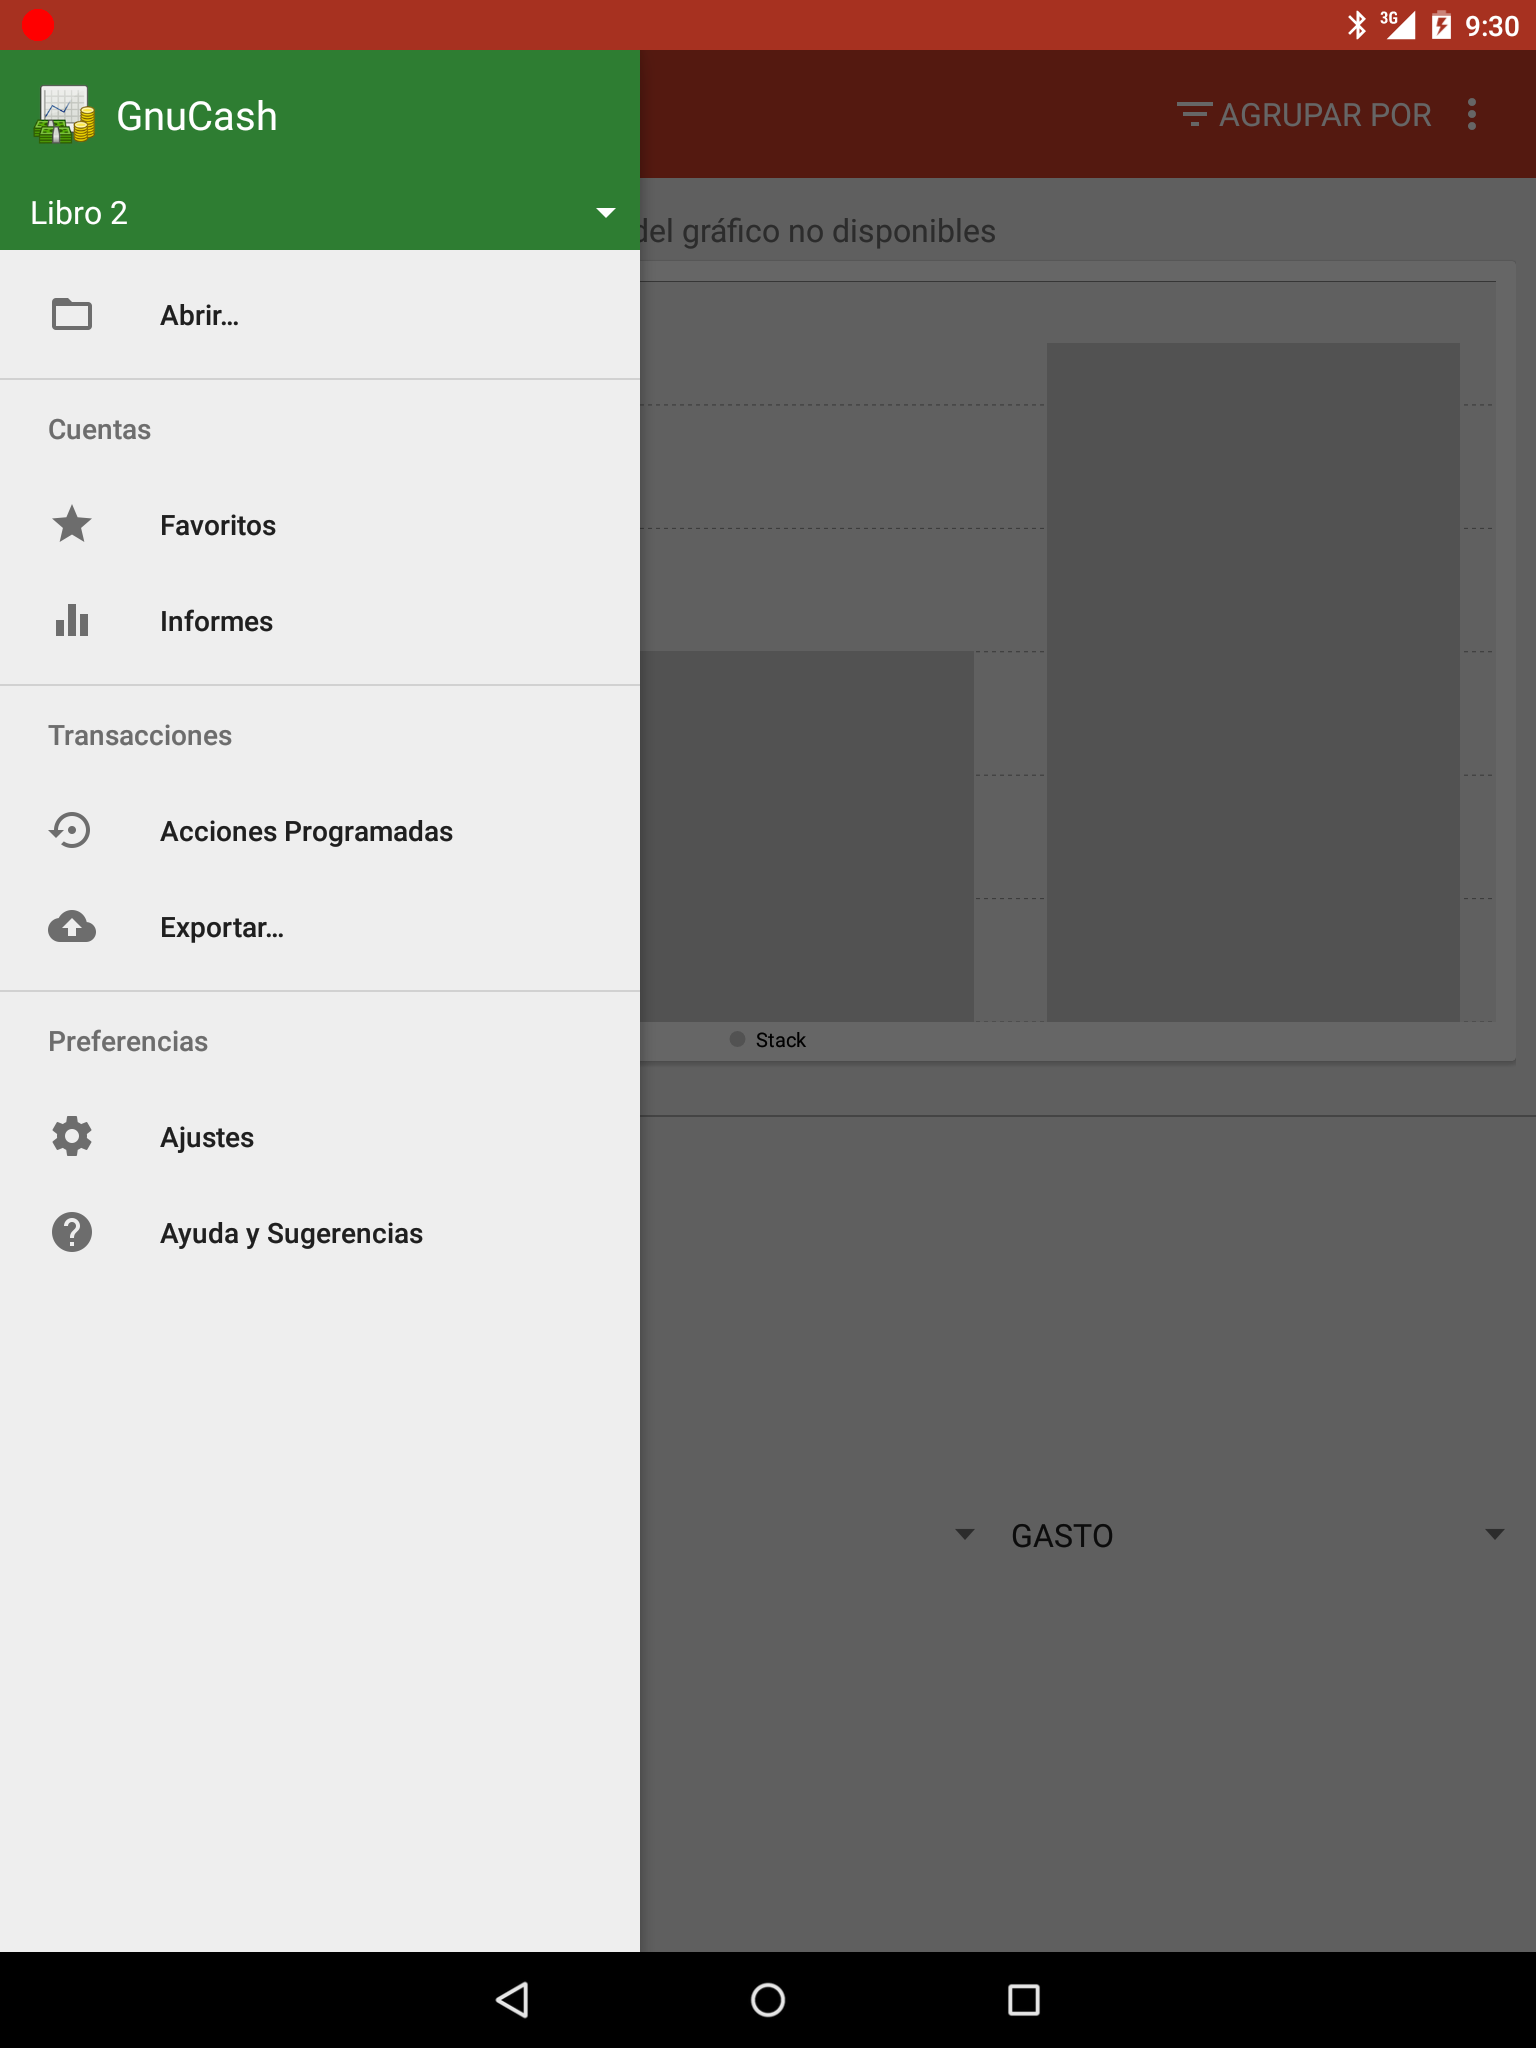 3G 9:30
GnuCash
AGRUPAR POR
Libro 2
del gráfico no disponibles
Abrir...
Cuentas
Favoritos
Informes
Transacciones
Acciones Programadas
Exportar...
Stack
Preferencias
Ajustes
Ayuda y Sugerencias
GASTO